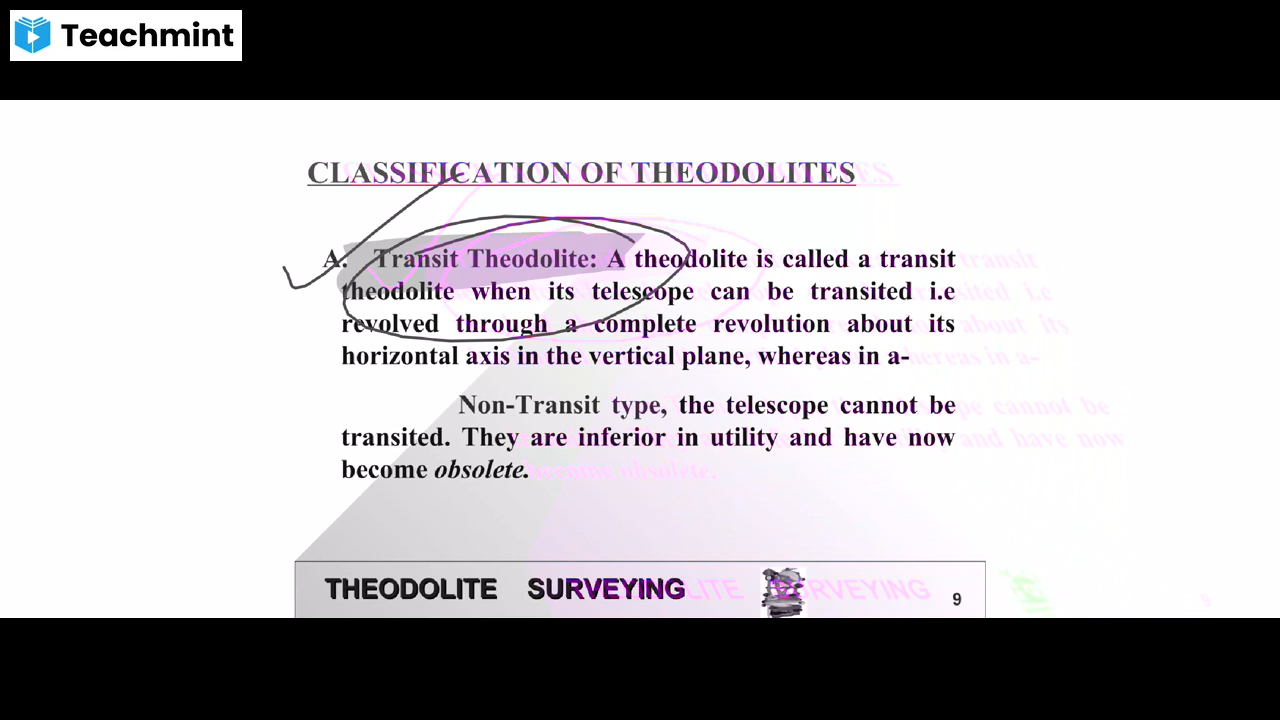 Teachmint
CLASSIFICATION OF THEODOLITES
A. Transit Theodolite: A theodolite is called a transit
theodolite when its telescope can be transited i.e
revolved through a complete revolution about its
horizontal axis in the vertical plane, whereas in a-
Non-Transit type, the telescope cannot be
transited. They are inferior in utility and have now
become obsolete.
THEODOLITE SURVEYING
9